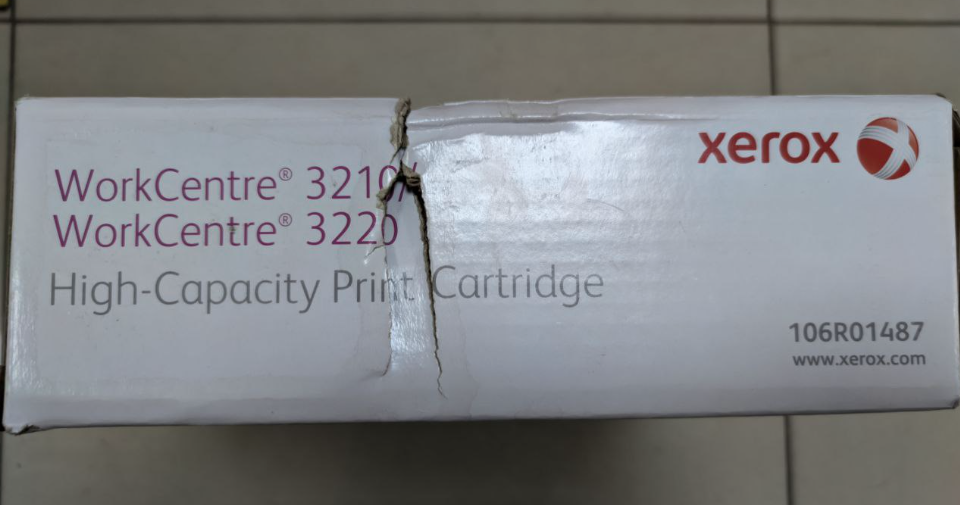 xerox
WorkCentre® 3210/
WorkCentre® 3220
High-Capacity Print Cartridge
106R01487
www.xerox.com